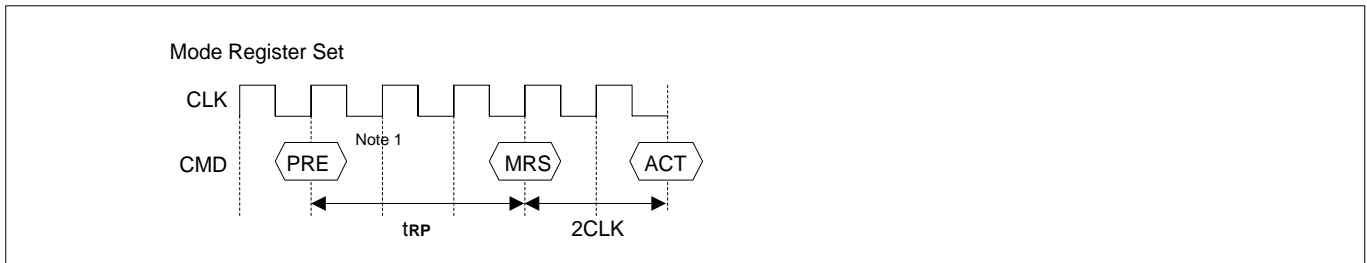 Mode Register Set
CLK
Note 1
CMD PRE MRS ACT
tRP 2CLK